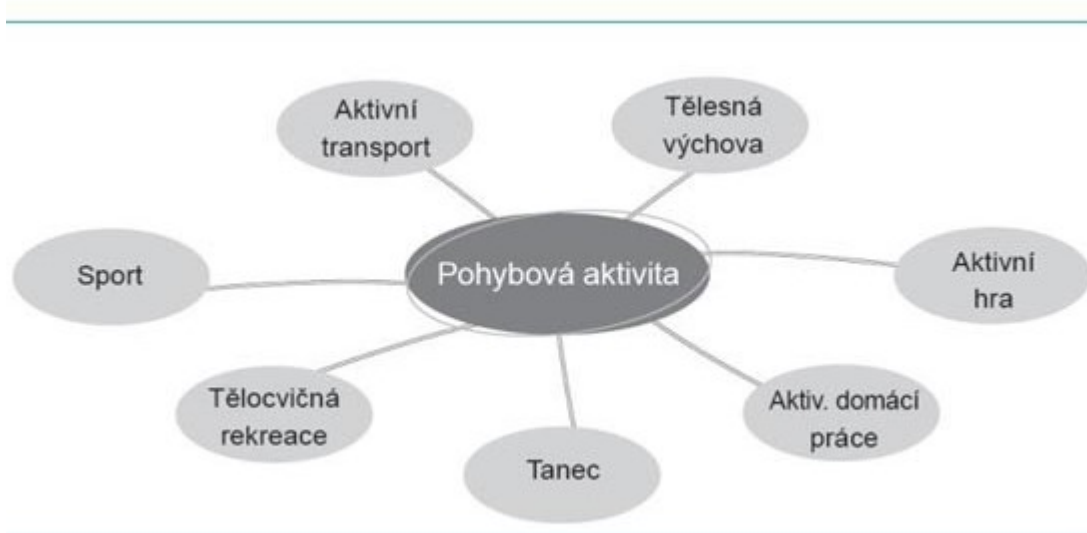 Aktivní
transport
Tělesná
výchova
Sport
Pohybová aktivita
Aktivní
hra
Tělocvičná
rekreace
Tanec
Aktiv. domácí
práce